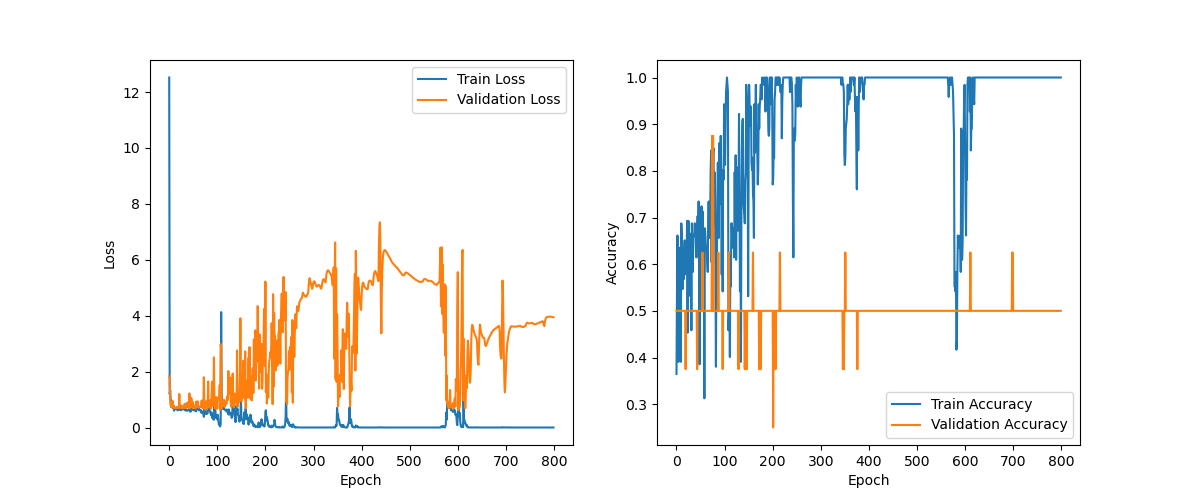 Train Loss
Validation Loss
12
10
8
6
4
2
0
Loss
0 100 200 300 400 500 600 700 800
Epoch
1.0
0.9
0.8
0.7
0.6
0.5
0.4
0.3
Accuracy
Train Accuracy
Validation Accuracy
0 100 200 300 400 500 600 700 800
Epoch